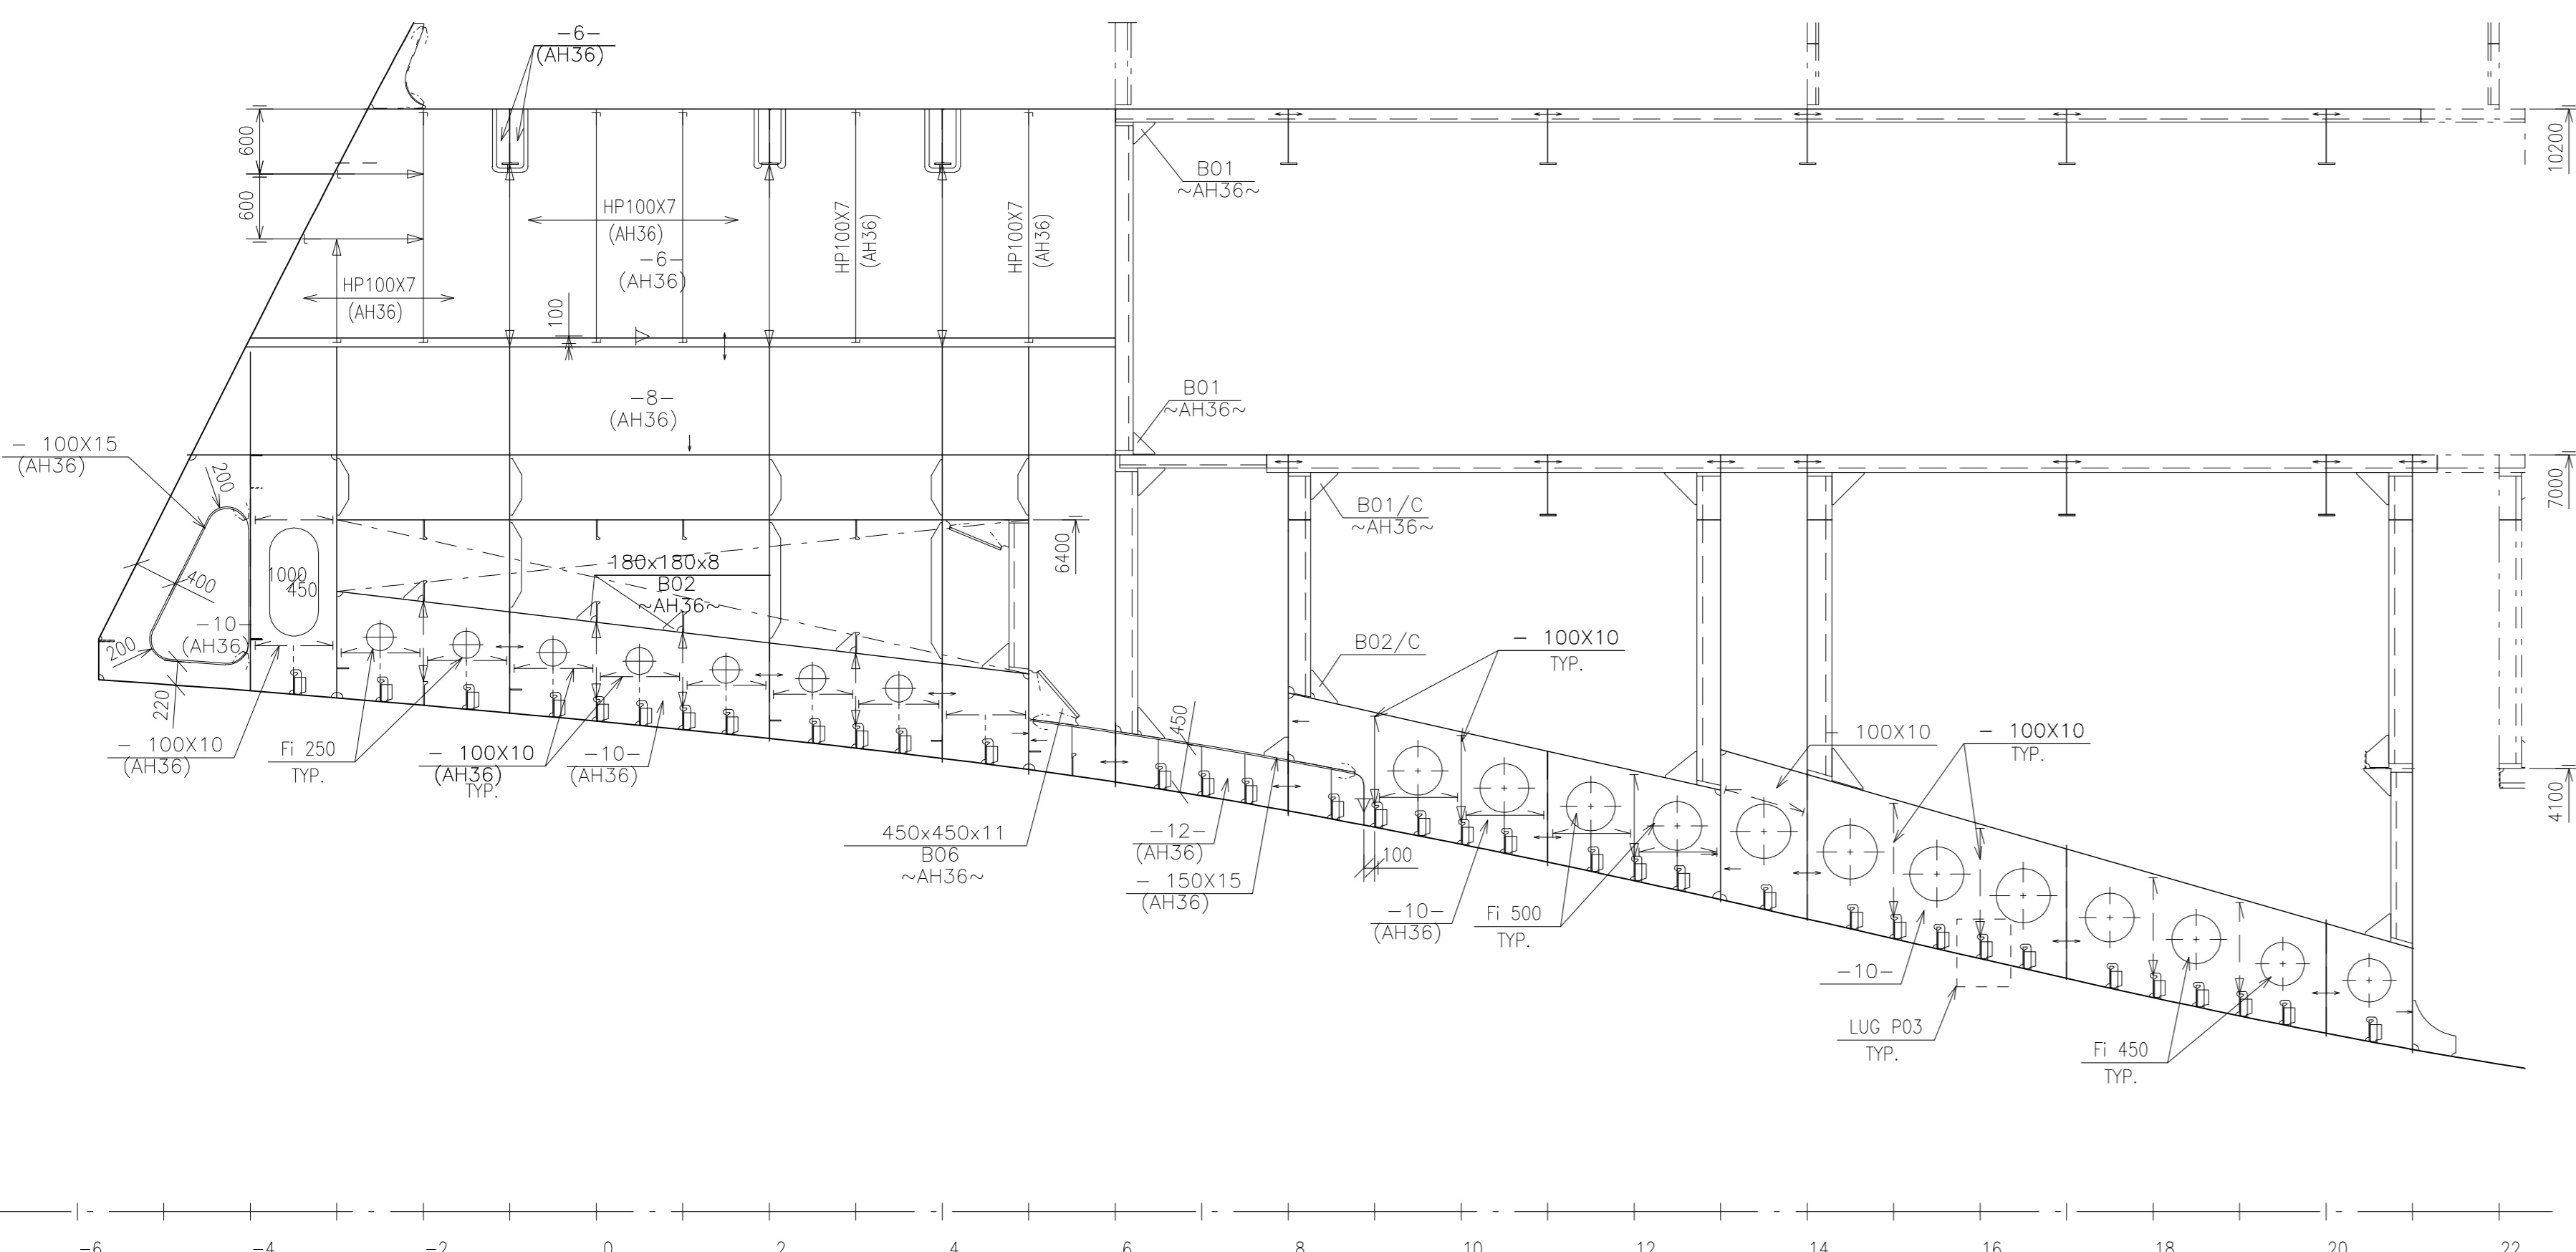 -6-
(AH36)
600
600
10200
B01
~AH36~
HP100X7
(AH36)
HP100X7
(AH36)
HP100X7
(AH36)
-6-
(AH36)
HP100X7
(AH36)
100
-8-
(AH36)
B01
~AH36~
- 100X15
(AH36)
200
7000
B01/C
~AH36~
6400
180x180x8
B02
~AH36~
1000
450
400
-10-
(AH36)
200
220
B02/C
- 100X10
TYP.
450
- 100X10
- 100X10
TYP.
- 100X10
(AH36)
Fi 250
TYP.
- 100X10
(AH36)
TYP.
-10-
(AH36)
4100
450x450x11
B06
~AH36~
-12-
(AH36)
100
- 150X15
(AH36)
-10-
(AH36)
Fi 500
TYP.
-10-
LUG P03
TYP.
Fi 450
TYP.
-6 -4 -2 0 2 4 6 8 10 12 14 16 18 20 22